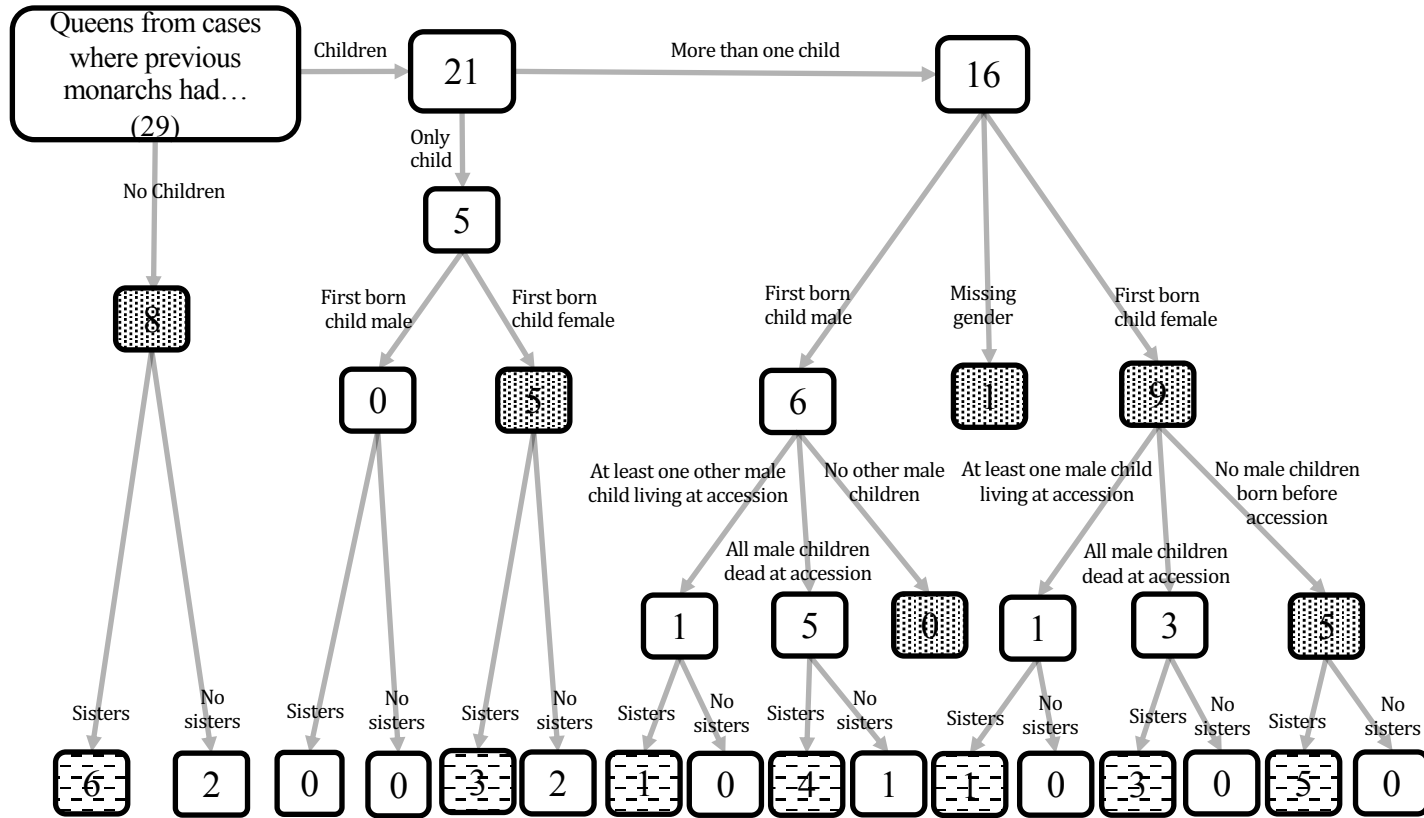 Queens from cases
where previous
monarchs had…
(29)
Children
21
More than one child
16
Only
child
No Children
5
8
First born
child male
First born
child female
First born
child male
Missing
gender
First born
child female
0
5
6
1
9
At least one other male
child living at accession
No other male
children
At least one male child
living at accession
No male children
born before
accession
All male children
dead at accession
All male children
dead at accession
1
5
0
1
3
5
Sisters
No
sisters
Sisters
No
sisters
Sisters
No
sisters
Sisters
No
sisters
Sisters
No
sisters
Sisters
No
sisters
Sisters
No
sisters
Sisters
No
sisters
6
2
0
0
3
2
1
0
4
1
1
0
3
0
5
0